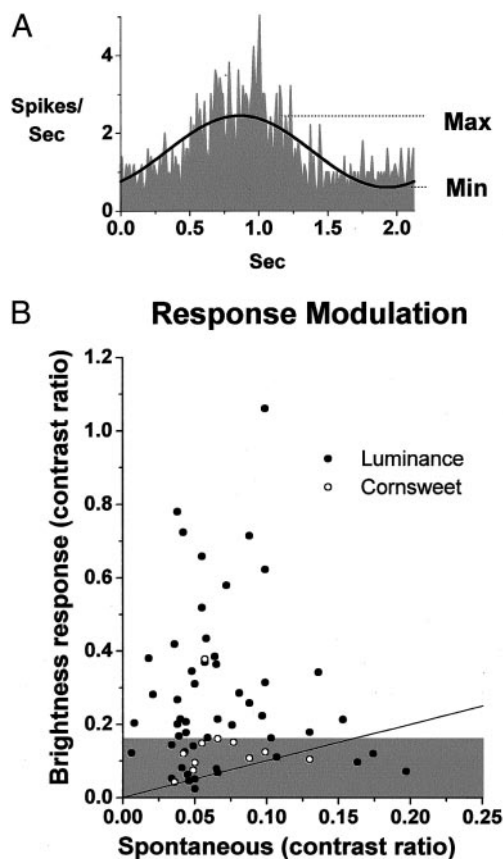 A
Spikes/
Sec
4
2
0
Max
Min
0.0 0.5 1.0 1.5 2.0
Sec
B Response Modulation
Brightness response (contrast ratio)
1.2
1.0
0.8
0.6
0.4
0.2
0.0
Luminance
Cornsweet
0.00 0.05 0.10 0.15 0.20 0.25
Spontaneous (contrast ratio)